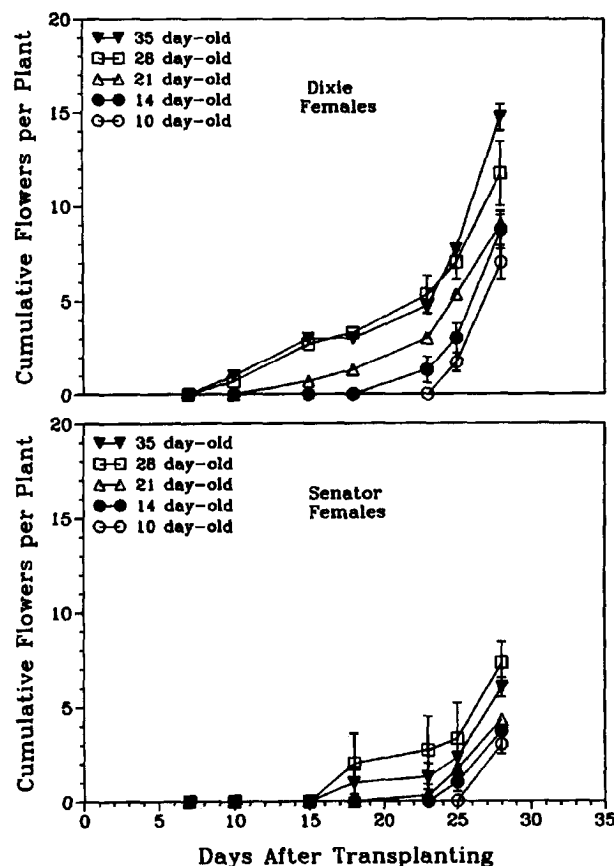 Cumulative Flowers per Plant
20
15
10
5
0
35 day-old
28 day-old
21 day-old
14 day-old
10 day-old
Dixie
Females
Cumulative Flowers per Plant
20
15
10
5
0
35 day-old
28 day-old
21 day-old
14 day-old
10 day-old
Senator
Females
0 5 10 15 20 25 30 35
Days After Transplanting